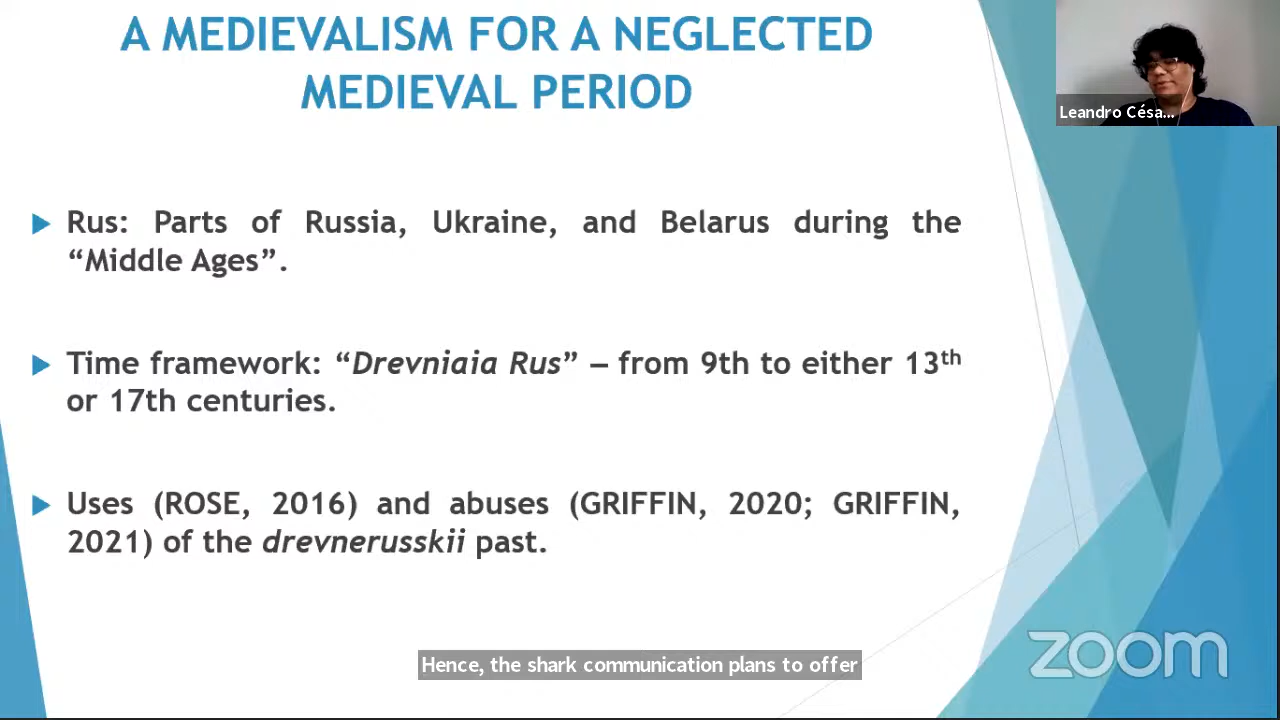 A MEDIEVALISM FOR A NEGLECTED
MEDIEVAL PERIOD
Leandro Césa...
Rus: Parts of Russia, Ukraine, and Belarus during the
“Middle Ages”.
Time framework: “Drevniaia Rus” – from 9th to either 13th
or 17th centuries.
Uses (ROSE, 2016) and abuses (GRIFFIN, 2020; GRIFFIN,
2021) of the drevnerusskii past.
Hence, the shark communication plans to offer
zoom